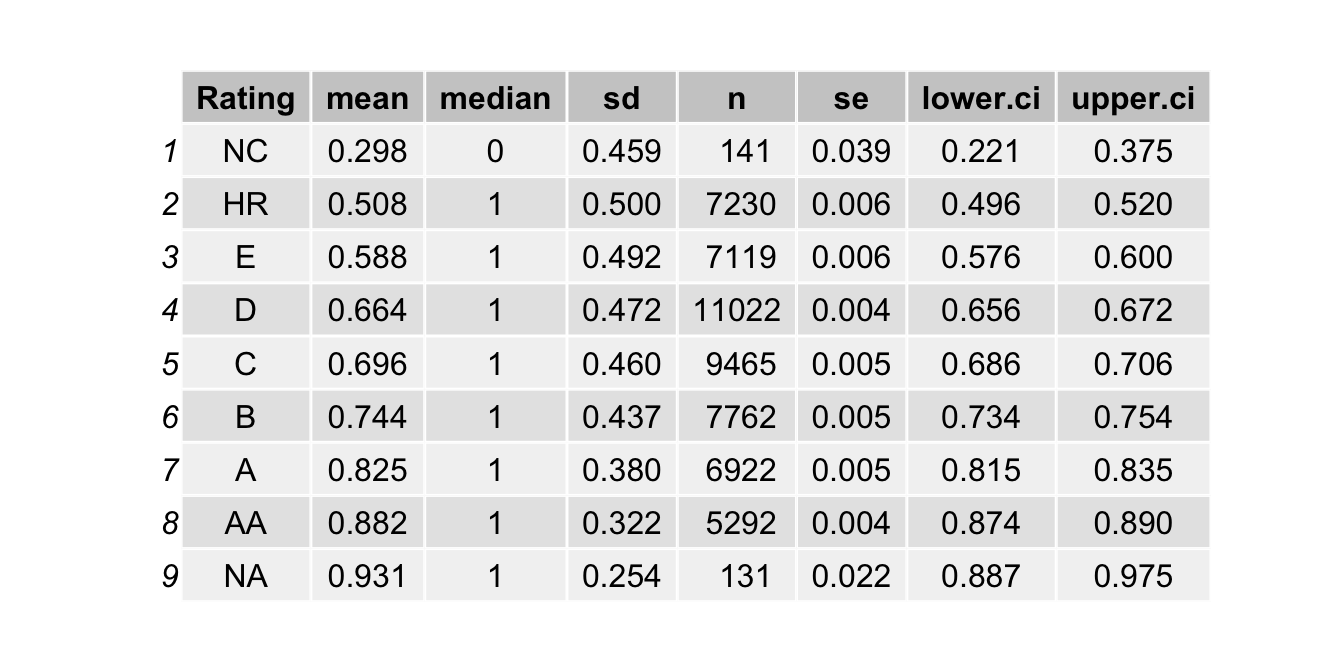 Rating mean median sd n se lower.ci upper.ci
1 NC 0.298 0 0.459 141 0.039 0.221 0.375
2 HR 0.508 1 0.500 7230 0.006 0.496 0.520
3 E 0.588 1 0.492 7119 0.006 0.576 0.600
4 D 0.664 1 0.472 11022 0.004 0.656 0.672
5 C 0.696 1 0.460 9465 0.005 0.686 0.706
6 B 0.744 1 0.437 7762 0.005 0.734 0.754
7 A 0.825 1 0.380 6922 0.005 0.815 0.835
8 AA 0.882 1 0.322 5292 0.004 0.874 0.890
9 NA 0.931 1 0.254 131 0.022 0.887 0.975